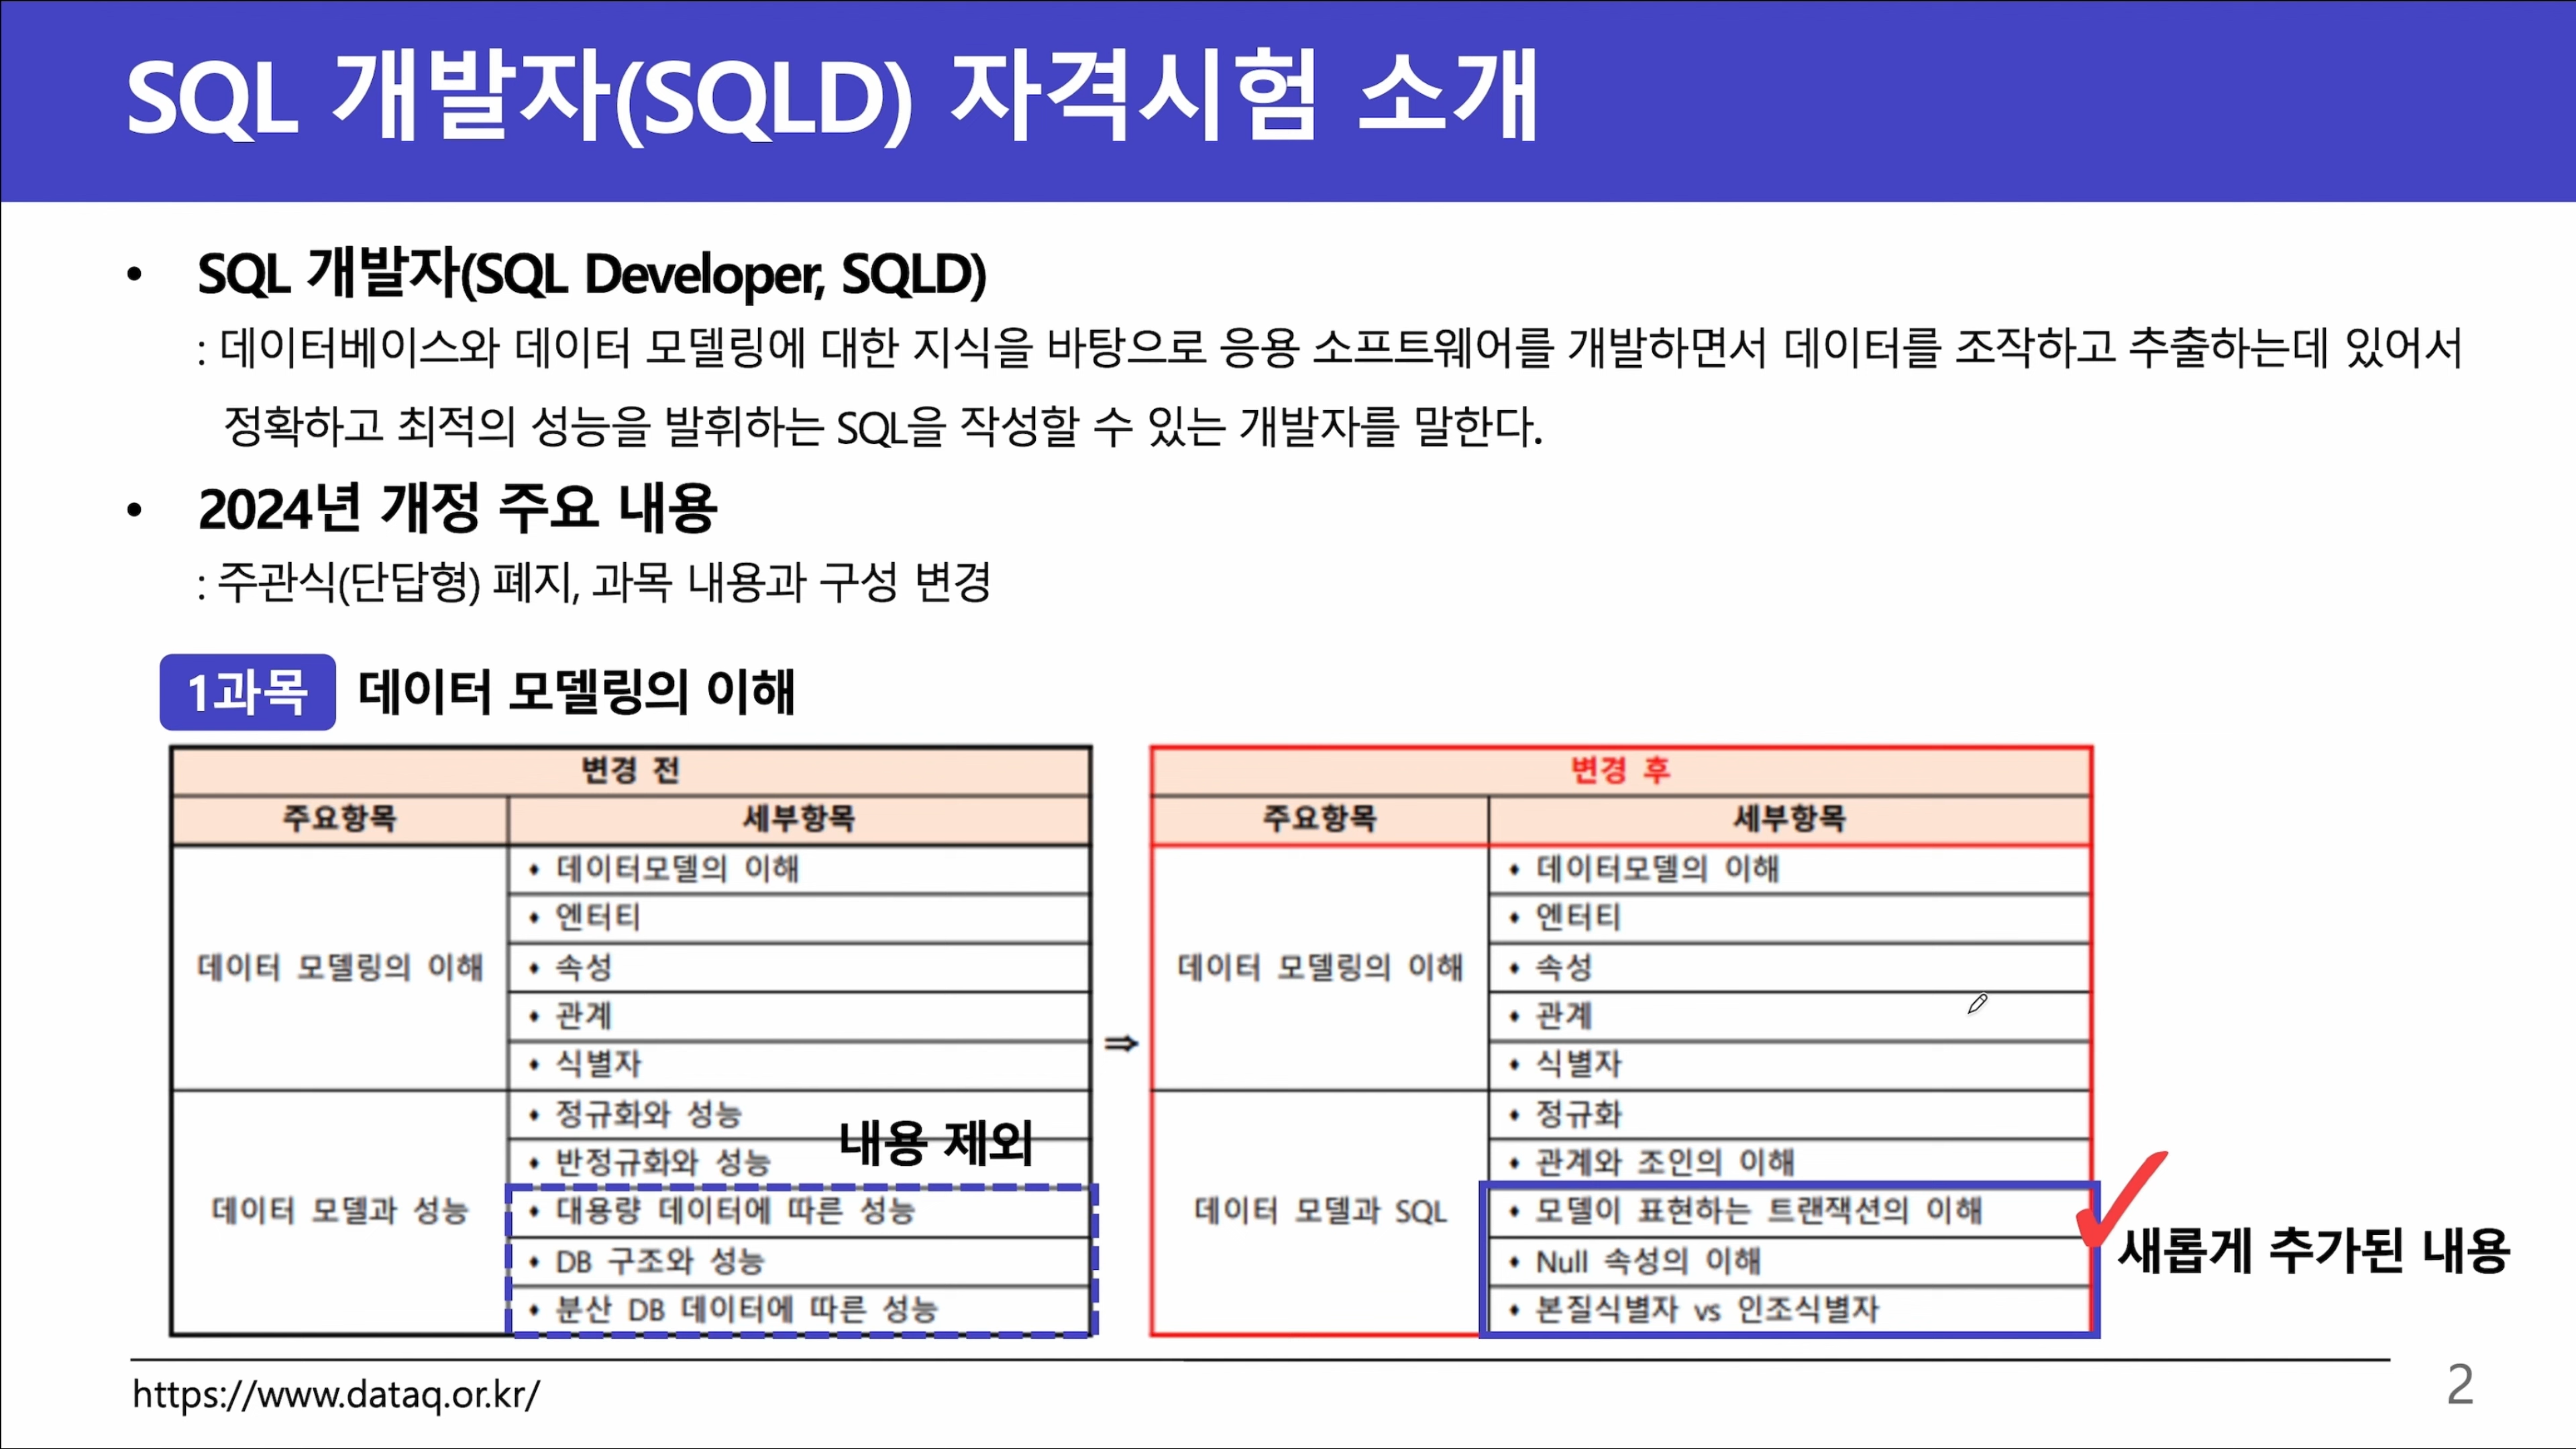 SQL 개발자(SQLD) 자격시험 소개
• SQL 개발자(SQL Developer, SQLD)
: 데이터베이스와 데이터 모델링에 대한 지식을 바탕으로 응용 소프트웨어를 개발하면서 데이터를 조작하고 추출하는데 있어서
정확하고 최적의 성능을 발휘하는 SQL을 작성할 수 있는 개발자를 말한다.
• 2024년 개정 주요 내용
: 주관식(단답형) 폐지, 과목 내용과 구성 변경
1과목 데이터 모델링의 이해
변경 전
주요항목 세부항목
데이터 모델링의 이해
• 데이터모델의 이해
• 엔터티
• 속성
• 관계
• 식별자
데이터 모델과 성능
• 정규화와 성능
• 반정규화와 성능
내용 제외
• 대용량 데이터에 따른 성능
• DB 구조와 성능
• 분산 DB 데이터에 따른 성능
⇒
변경 후
주요항목 세부항목
데이터 모델링의 이해
• 데이터모델의 이해
• 엔터티
• 속성
• 관계
• 식별자
데이터 모델과 SQL
• 정규화
• 관계와 조인의 이해
• 모델이 표현하는 트랜잭션의 이해
• Null 속성의 이해
• 본질식별자 vs 인조식별자
새롭게 추가된 내용
https://www.dataq.or.kr/
2